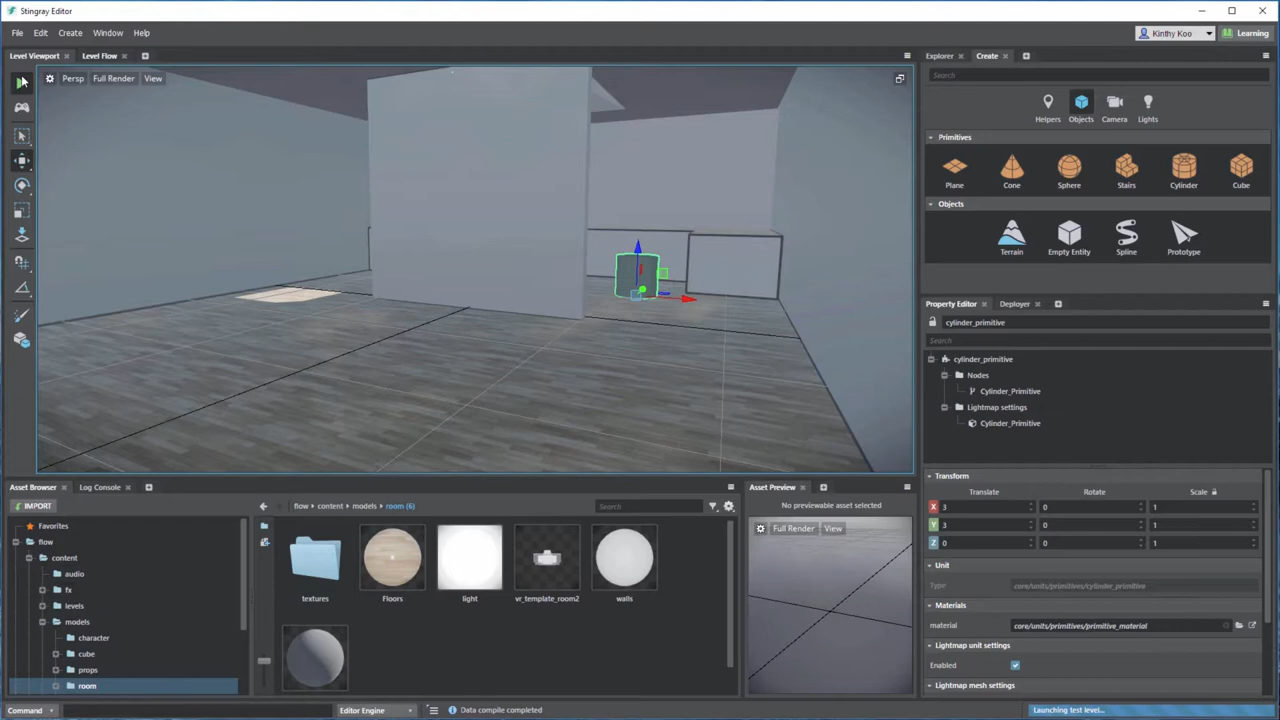 Stingray Editor
File Edit Create Window Help
Kinthy Koo Learning
Level Viewport Level Flow
Persp Full Render View
Explorer Create
Search
Helpers Objects Camera Lights
Primitives
Plane Cone Sphere Stairs Cylinder Cube
Objects
Terrain Empty Entity Spline Prototype
Property Editor Deployer
cylinder_primitive
Search
cylinder_primitive
Nodes
Cylinder_Primitive
Lightmap settings
Cylinder_Primitive
Transform
Translate Rotate Scale
X 3 0 1
Y 3 0 1
Z 0 0 1
Unit
Type core/units/primitives/cylinder_primitive
Materials
material core/units/primitives/primitive_material
Lightmap unit settings
Enabled
Lightmap mesh settings
Asset Browser Log Console
IMPORT
flow content models room (6)
Search
Favorites
flow
content
audio
fx
levels
models
character
cube
props
room
textures Floors light vr_template_room2 walls
Asset Preview
No previewable asset selected
Full Render View
Command
Editor Engine
Data compile completed
Launching test level...